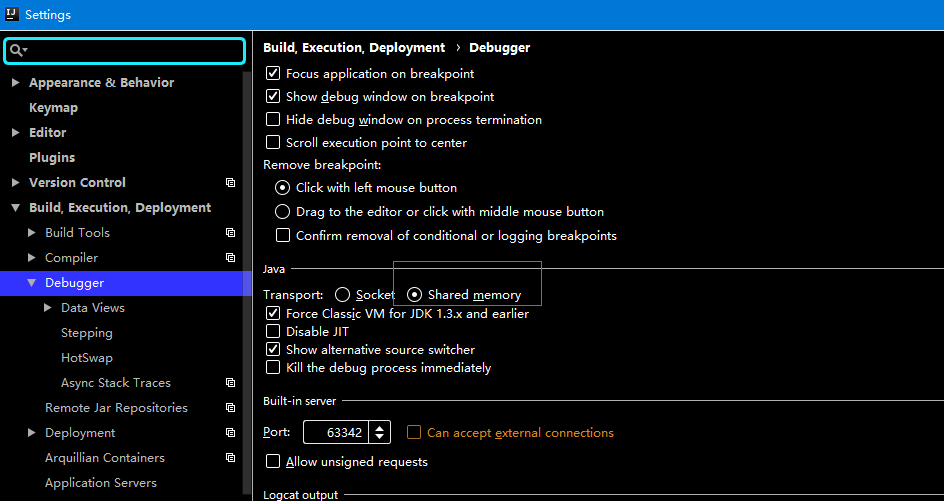 Settings
Appearance & Behavior
Keymap
Editor
Plugins
Version Control
Build, Execution, Deployment
Build Tools
Compiler
Debugger
Data Views
Stepping
HotSwap
Async Stack Traces
Remote Jar Repositories
Deployment
Arquillian Containers
Application Servers
Build, Execution, Deployment › Debugger
Focus application on breakpoint
Show debug window on breakpoint
Hide debug window on process termination
Scroll execution point to center
Remove breakpoint:
Click with left mouse button
Drag to the editor or click with middle mouse button
Confirm removal of conditional or logging breakpoints
Java
Transport: Socket Shared memory
Force Classic VM for JDK 1.3.x and earlier
Disable JIT
Show alternative source switcher
Kill the debug process immediately
Built-in server
Port: 63342 Can accept external connections
Allow unsigned requests
Logcat output